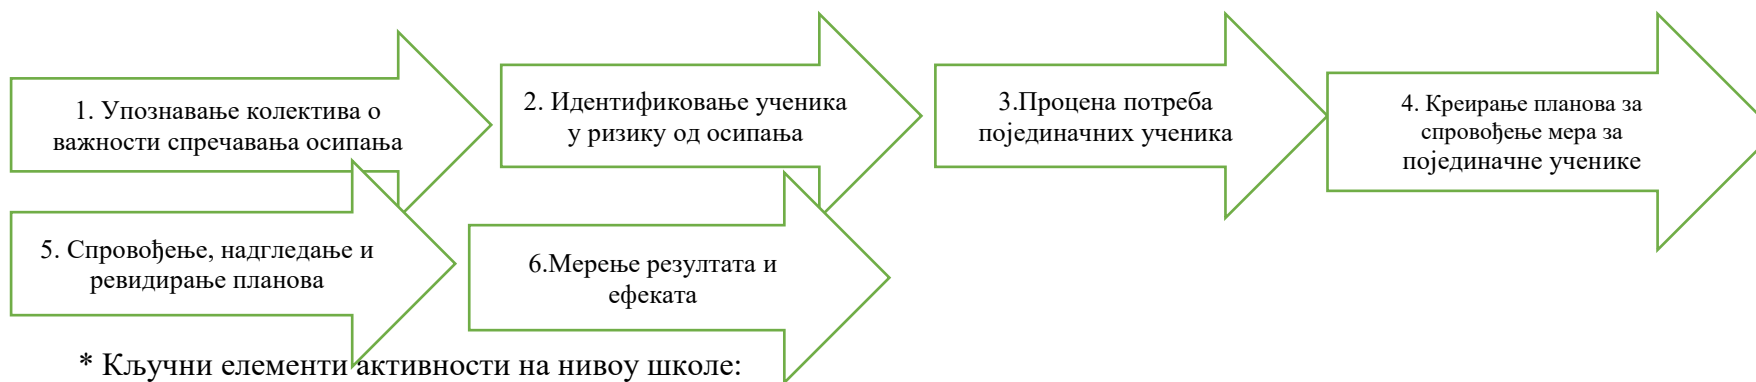 1. Упознавање колектива о
важности спречавања осипања
2. Идентификовање ученика
у ризику од осипања
3.Процена потреба
појединачних ученика
4. Креирање планова за
спровођење мера за
појединачне ученике
5. Спровођење, надгледање и
ревидирање планова
6.Мерење резултата и
ефеката
* Кључни елементи активности на нивоу школе: